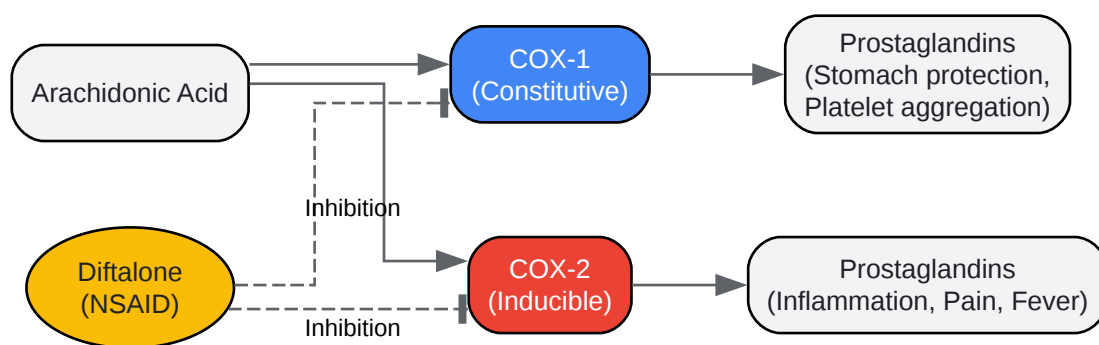 Arachidonic Acid
COX-1
(Constitutive)
Prostaglandins
(Stomach protection,
Platelet aggregation)
Inhibition
Diftalone
(NSAID)
Inhibition
COX-2
(Inducible)
Prostaglandins
(Inflammation, Pain, Fever)